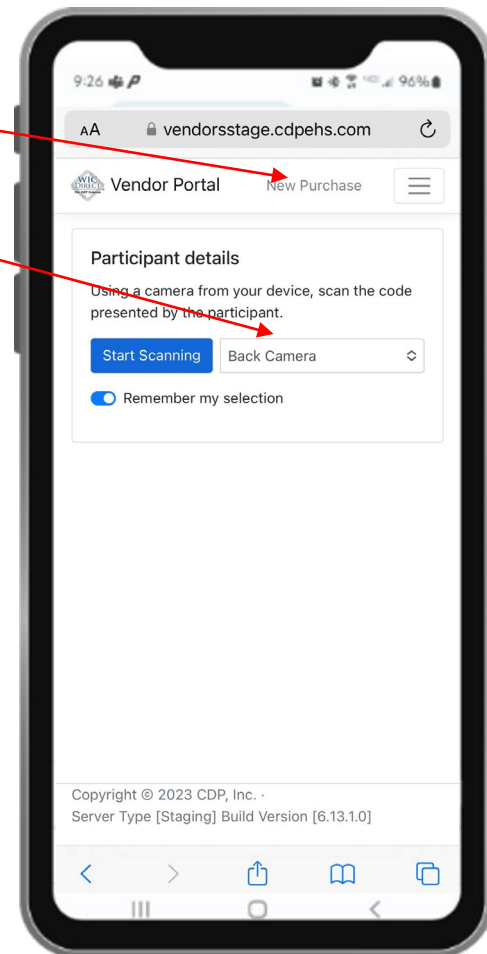 9:26
96%
AA vendorsstage.cdpehs.com
WIC DIRECT Vendor Portal New Purchase
Participant details
Using a camera from your device, scan the code
presented by the participant.
Start Scanning Back Camera
Remember my selection
Copyright © 2023 CDP, Inc. ·
Server Type [Staging] Build Version [6.13.1.0]